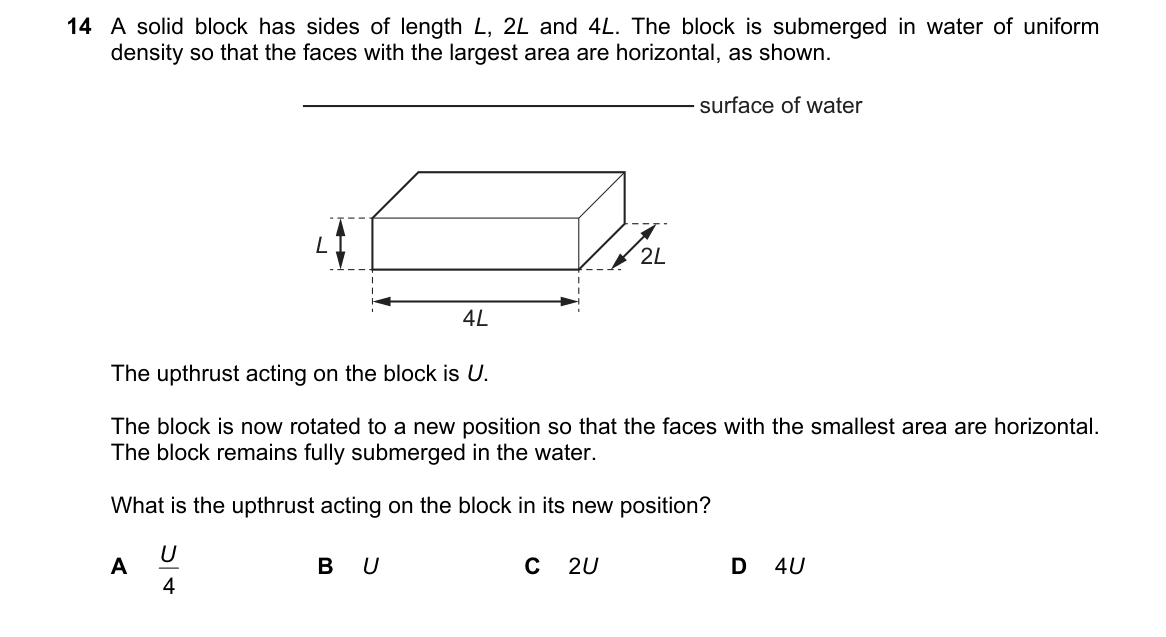 14 A solid block has sides of length L, 2L and 4L. The block is submerged in water of uniform
density so that the faces with the largest area are horizontal, as shown.
surface of water
L
2L
4L
The upthrust acting on the block is U.
The block is now rotated to a new position so that the faces with the smallest area are horizontal.
The block remains fully submerged in the water.
What is the upthrust acting on the block in its new position?
A U/4 B U C 2U D 4U